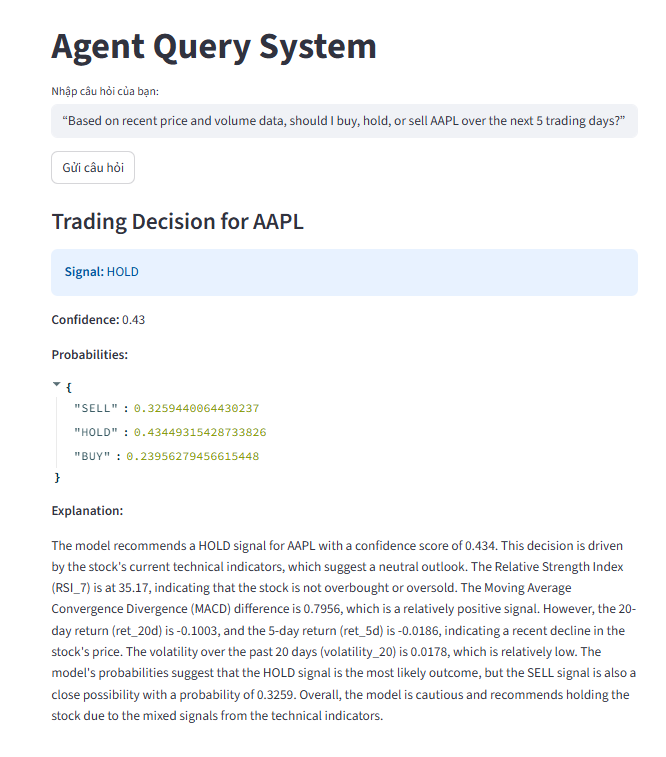 Agent Query System
Nhập câu hỏi của bạn:
“Based on recent price and volume data, should I buy, hold, or sell AAPL over the next 5 trading days?”
Gửi câu hỏi
Trading Decision for AAPL
Signal: HOLD
Confidence: 0.43
Probabilities:
{
"SELL" : 0.3259440064430237
"HOLD" : 0.43449315428733826
"BUY" : 0.23956279456615448
}
Explanation:
The model recommends a HOLD signal for AAPL with a confidence score of 0.434. This decision is driven
by the stock's current technical indicators, which suggest a neutral outlook. The Relative Strength Index
(RSI_7) is at 35.17, indicating that the stock is not overbought or oversold. The Moving Average
Convergence Divergence (MACD) difference is 0.7956, which is a relatively positive signal. However, the 20-
day return (ret_20d) is -0.1003, and the 5-day return (ret_5d) is -0.0186, indicating a recent decline in the
stock's price. The volatility over the past 20 days (volatility_20) is 0.0178, which is relatively low. The
model's probabilities suggest that the HOLD signal is the most likely outcome, but the SELL signal is also a
close possibility with a probability of 0.3259. Overall, the model is cautious and recommends holding the
stock due to the mixed signals from the technical indicators.